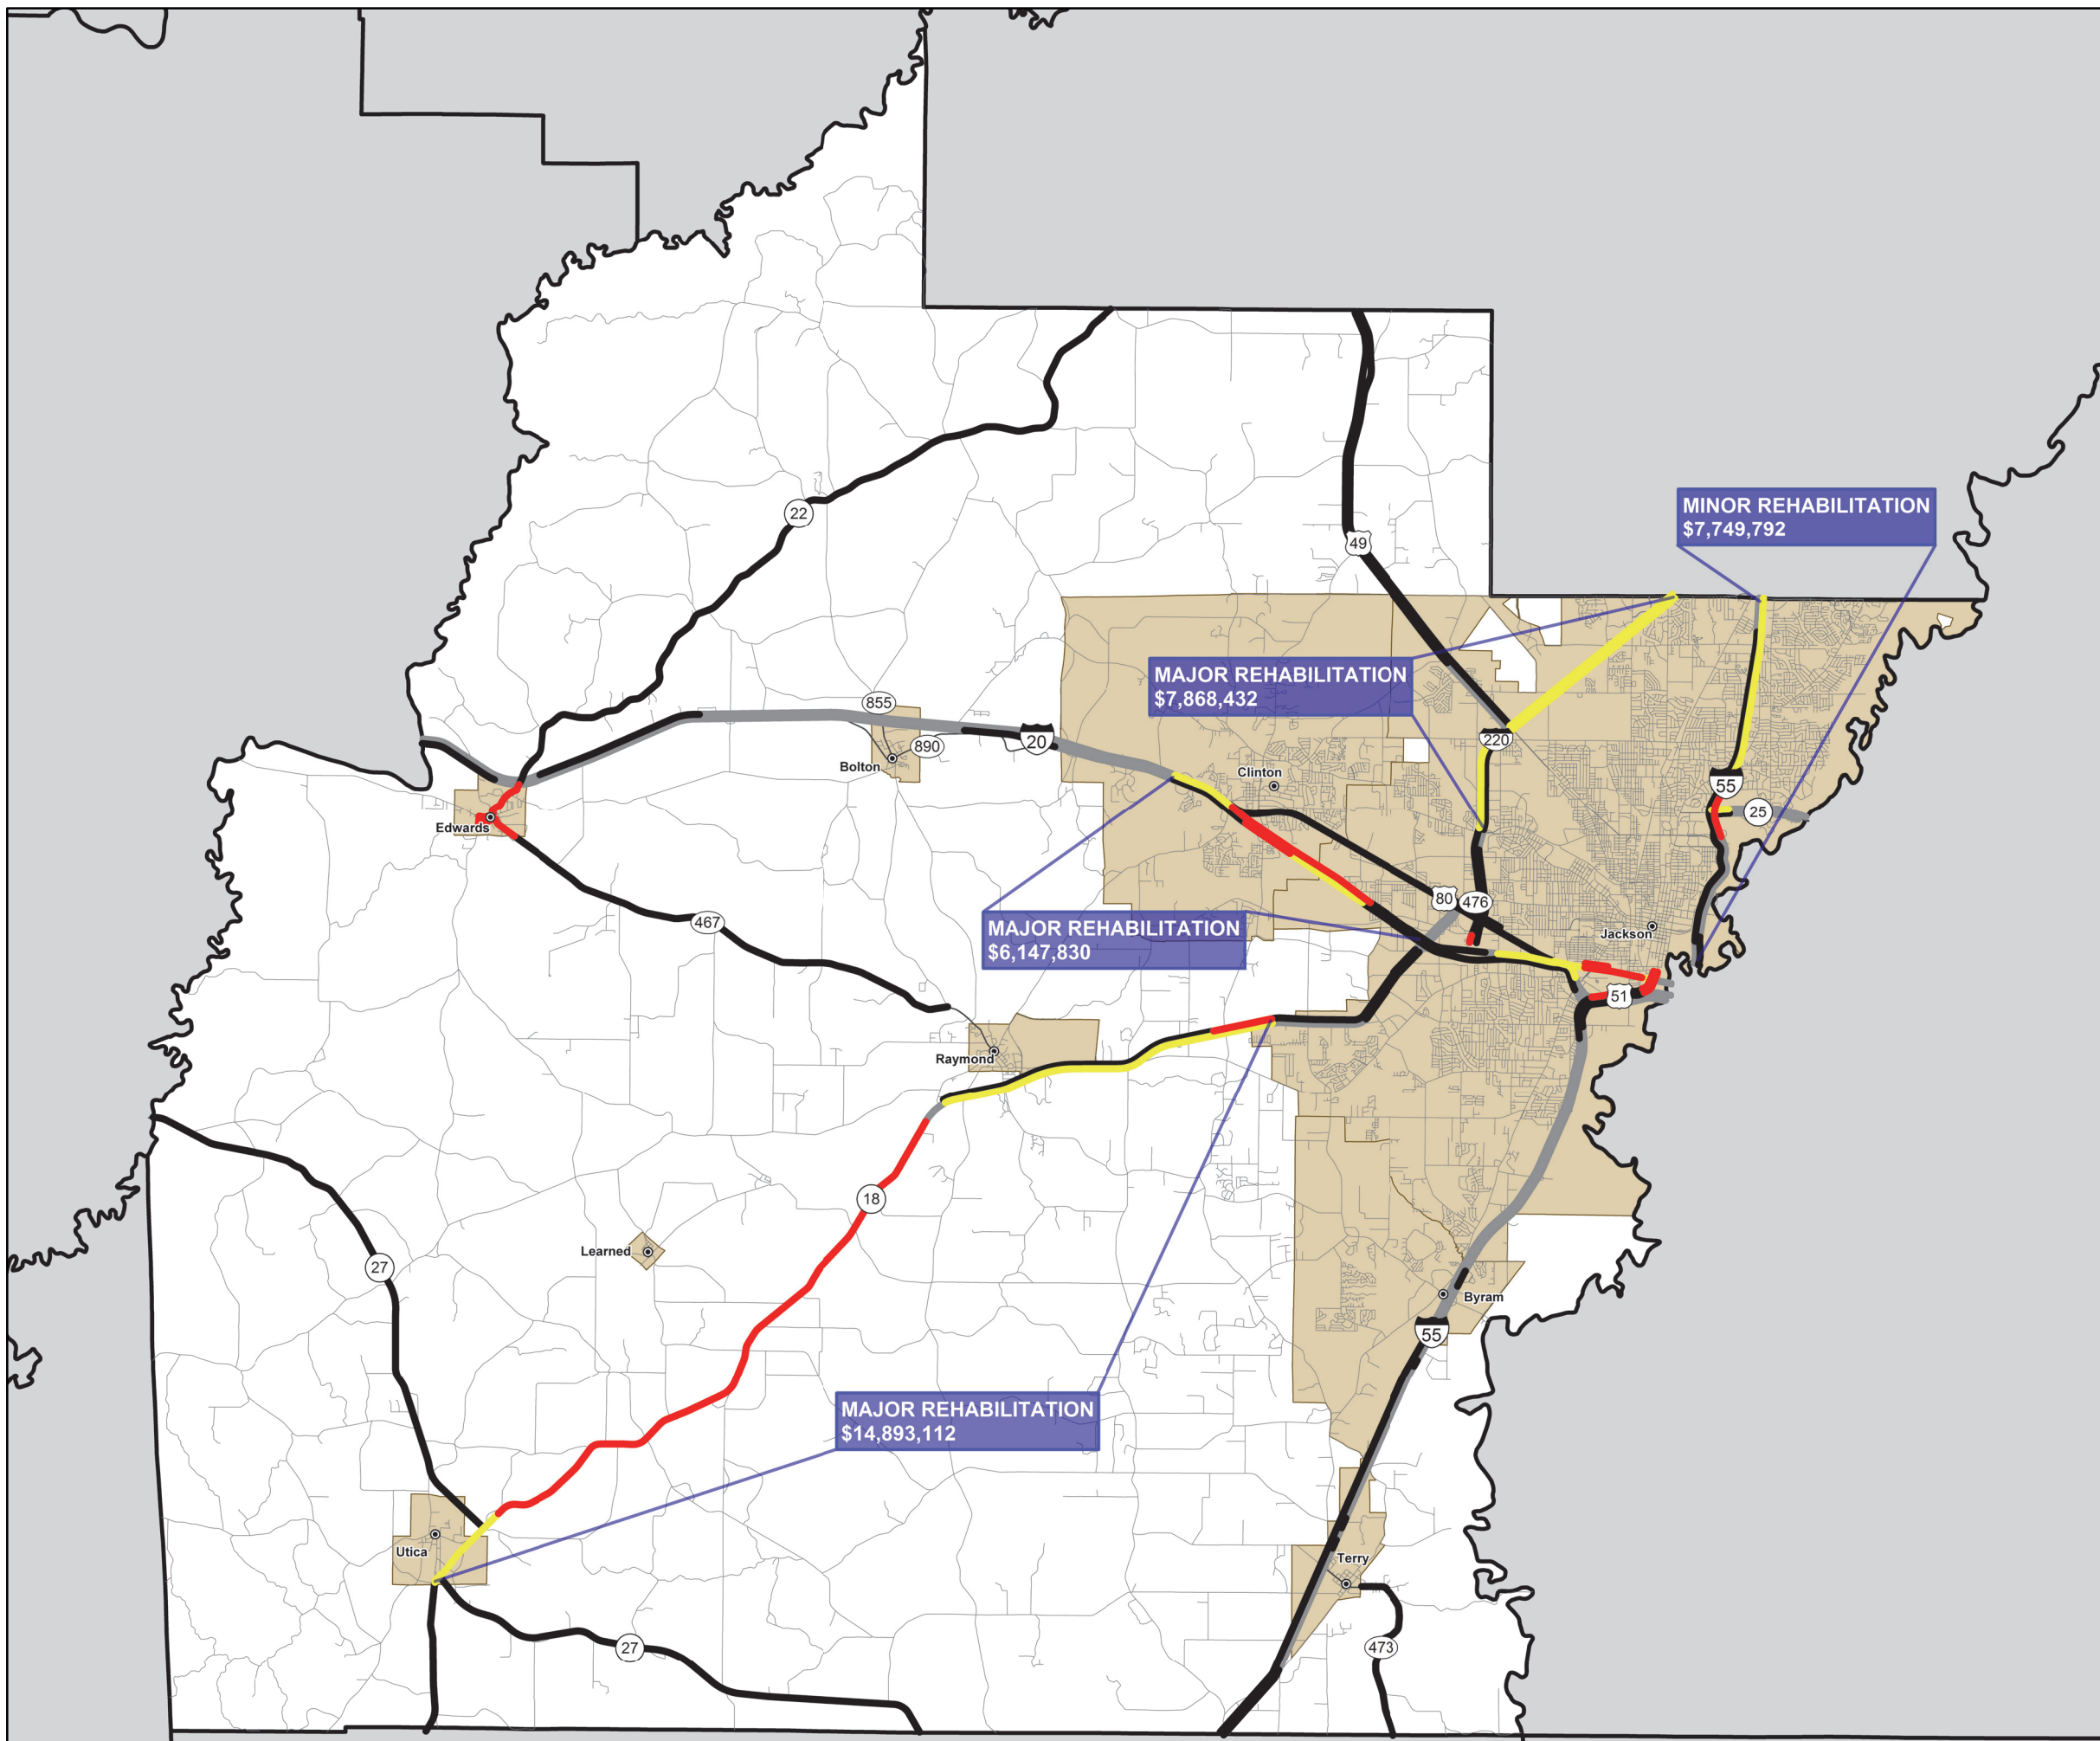 22
49
MINOR REHABILITATION
$7,749,792
MAJOR REHABILITATION
$7,868,432
855
890
20
Bolton
220
Clinton
55
25
Edwards
467
80
476
Jackson
MAJOR REHABILITATION
$6,147,830
51
Raymond
18
Learned
27
Byram
55
MAJOR REHABILITATION
$14,893,112
Utica
Terry
27
473